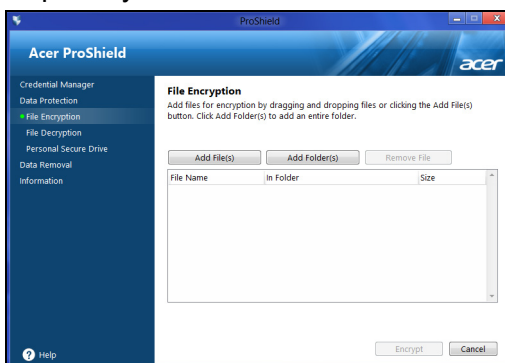 ProShield
Acer ProShield
acer
Credential Manager
Data Protection
File Encryption
File Decryption
Personal Secure Drive
Data Removal
Information
File Encryption
Add files for encryption by dragging and dropping files or clicking the Add File(s)
button. Click Add Folder(s) to add an entire folder.
Add File(s) Add Folder(s) Remove File
File Name In Folder Size
Encrypt Cancel
? Help